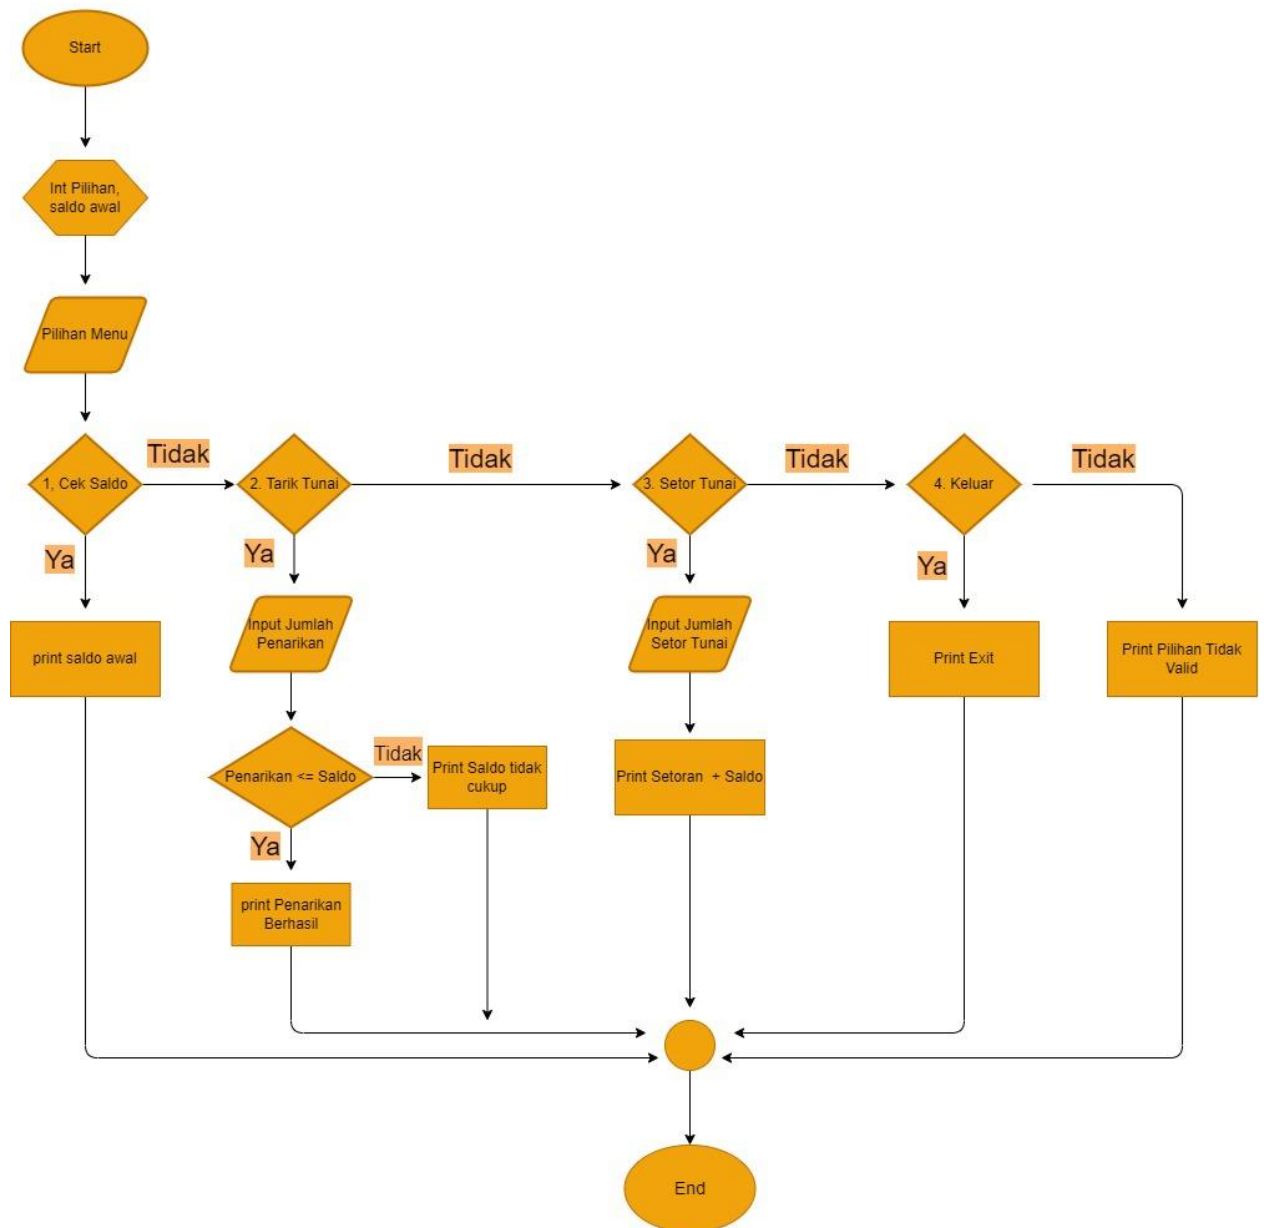 Start
Int Pilihan,
saldo awal
Pilihan Menu
1, Cek Saldo
Tidak
2. Tarik Tunai
Tidak
3. Setor Tunai
Tidak
4. Keluar
Tidak
Ya
Ya
Ya
Ya
print saldo awal
Input Jumlah
Penarikan
Input Jumlah
Setor Tunai
Print Exit
Print Pilihan Tidak
Valid
Penarikan <= Saldo
Tidak
Print Saldo tidak
cukup
Print Setoran + Saldo
Ya
print Penarikan
Berhasil
End